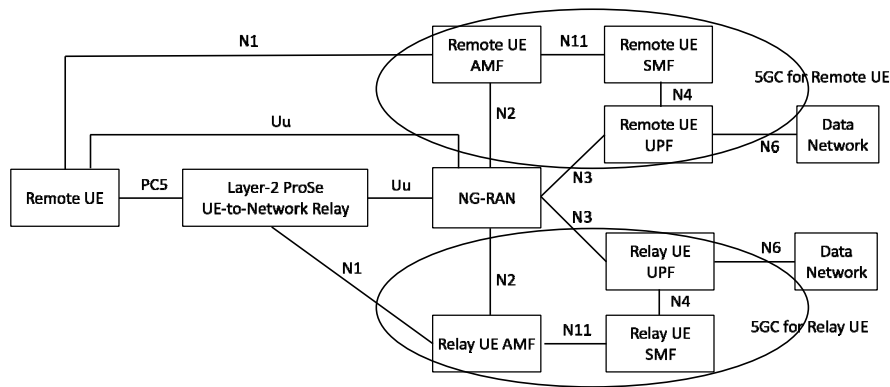 N1
Remote UE
AMF
N11
Remote UE
SMF
5GC for Remote UE
N4
N2
Uu
Remote UE
UPF
N6
Data
Network
N3
Remote UE
PC5
Layer-2 ProSe
UE-to-Network Relay
Uu
NG-RAN
N3
N1
N2
Relay UE
UPF
N6
Data
Network
N4
5GC for Relay UE
Relay UE AMF
N11
Relay UE
SMF